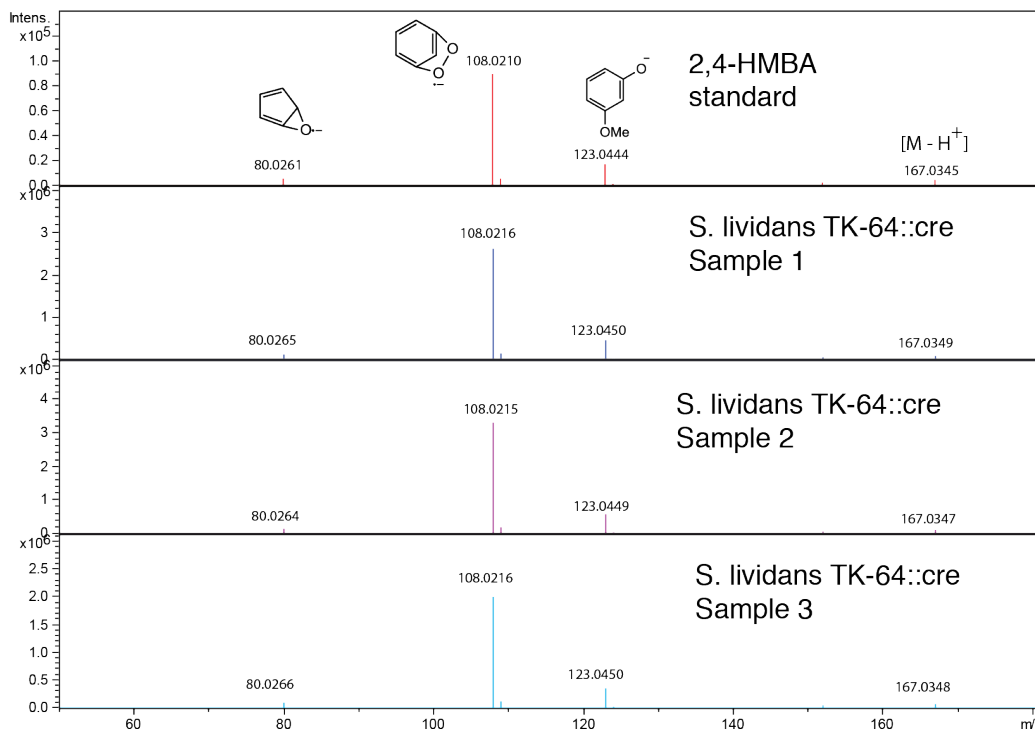 Intens.
x10^5
1.0
0.8
0.6
0.4
0.2
0.0
80.0261
O•−
108.0210
O
O
•−
123.0444
O−
OMe
2,4-HMBA
standard
[M - H+]
167.0345
x10^6
3
2
1
0
80.0265
108.0216
123.0450
167.0349
S. lividans TK-64::cre
Sample 1
x10^6
4
3
2
1
0
80.0264
108.0215
123.0449
167.0347
S. lividans TK-64::cre
Sample 2
x10^6
2.5
2.0
1.5
1.0
0.5
0.0
80.0266
108.0216
123.0450
167.0348
S. lividans TK-64::cre
Sample 3
60
80
100
120
140
160
m/